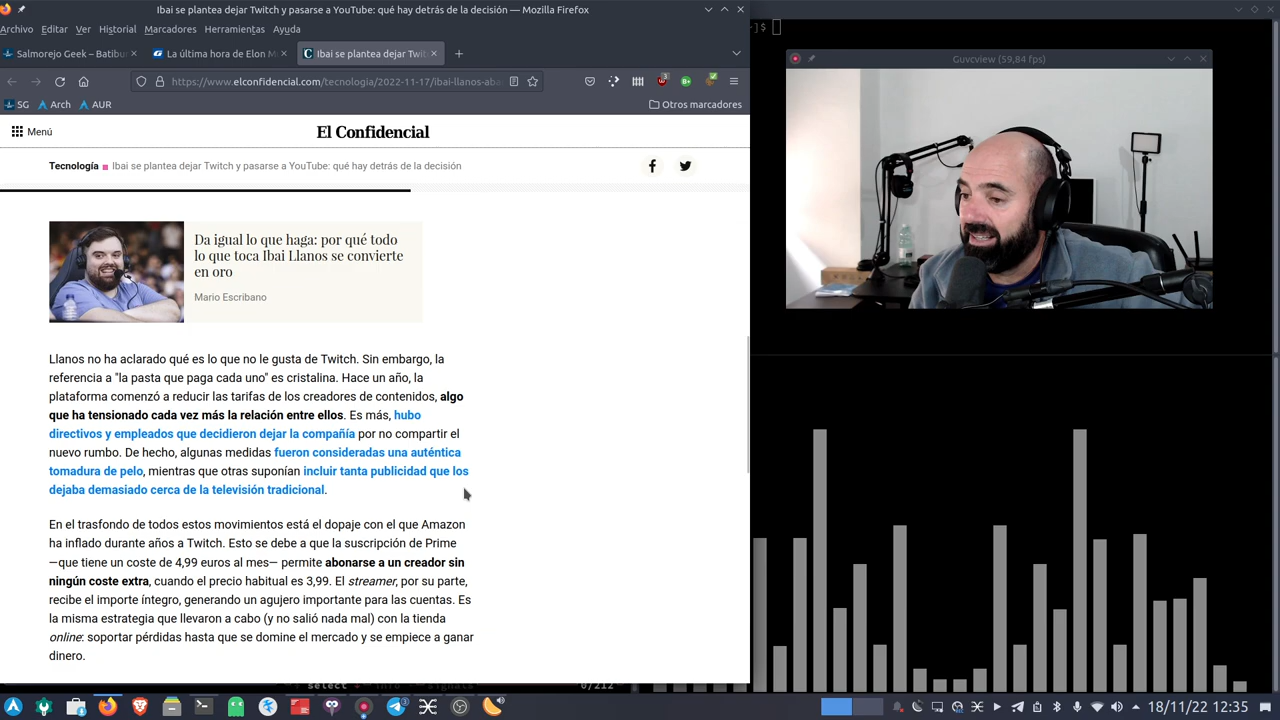 Ibai se plantea dejar Twitch y pasarse a YouTube: qué hay detrás de la decisión — Mozilla Firefox
Archivo Editar Ver Historial Marcadores Herramientas Ayuda
Salmorejo Geek – Batibu
La última hora de Elon M
Ibai se plantea dejar Twit
https://www.elconfidencial.com/tecnologia/2022-11-17/ibai-llanos-aba
3
SG Arch AUR
Otros marcadores
Menú
El Confidencial
Tecnología Ibai se plantea dejar Twitch y pasarse a YouTube: qué hay detrás de la decisión
Da igual lo que haga: por qué todo
lo que toca Ibai Llanos se convierte
en oro
Mario Escribano
Llanos no ha aclarado qué es lo que no le gusta de Twitch. Sin embargo, la
referencia a "la pasta que paga cada uno" es cristalina. Hace un año, la
plataforma comenzó a reducir las tarifas de los creadores de contenidos, algo
que ha tensionado cada vez más la relación entre ellos. Es más, hubo
directivos y empleados que decidieron dejar la compañía por no compartir el
nuevo rumbo. De hecho, algunas medidas fueron consideradas una auténtica
tomadura de pelo, mientras que otras suponían incluir tanta publicidad que los
dejaba demasiado cerca de la televisión tradicional.
En el trasfondo de todos estos movimientos está el dopaje con el que Amazon
ha inflado durante años a Twitch. Esto se debe a que la suscripción de Prime
—que tiene un coste de 4,99 euros al mes— permite abonarse a un creador sin
ningún coste extra, cuando el precio habitual es 3,99. El streamer, por su parte,
recibe el importe íntegro, generando un agujero importante para las cuentas. Es
la misma estrategia que llevaron a cabo (y no salió nada mal) con la tienda
online: soportar pérdidas hasta que se domine el mercado y se empiece a ganar
dinero.
]$
Guvcview (59,84 fps)
select info signals 0/212
18/11/22 12:35